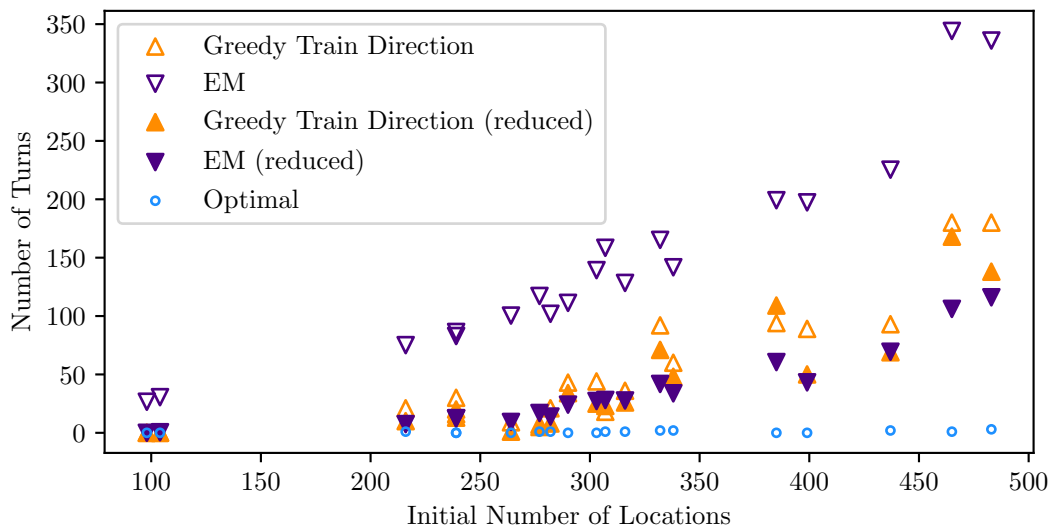 Greedy Train Direction
EM
Greedy Train Direction (reduced)
EM (reduced)
Optimal
350
300
250
200
150
100
50
0
Number of Turns
100 150 200 250 300 350 400 450 500
Initial Number of Locations